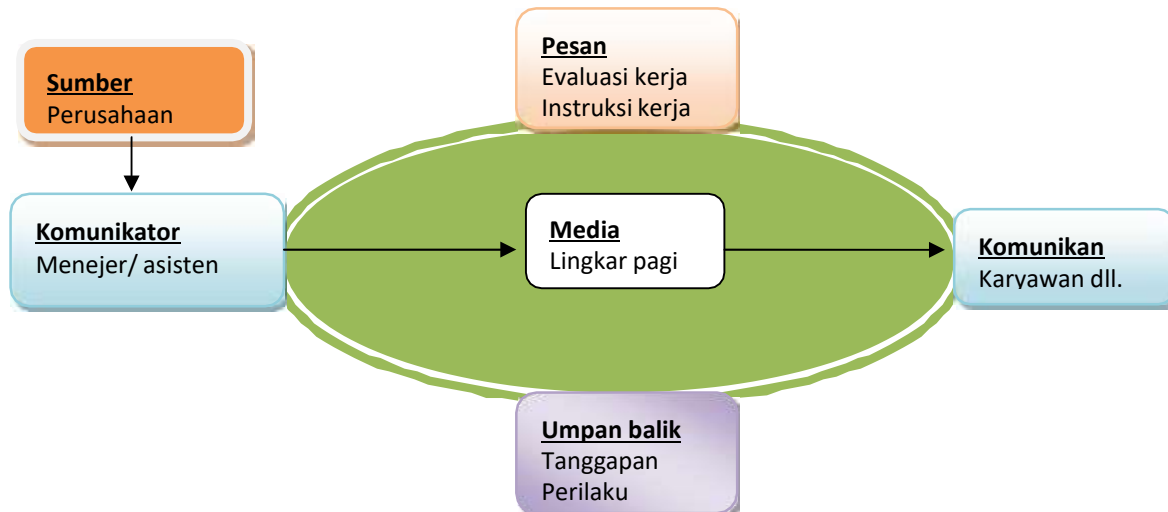 Pesan
Evaluasi kerja
Instruksi kerja
Sumber
Perusahaan
Komunikator
Menejer/ asisten
Media
Lingkar pagi
Komunikan
Karyawan dll.
Umpan balik
Tanggapan
Perilaku